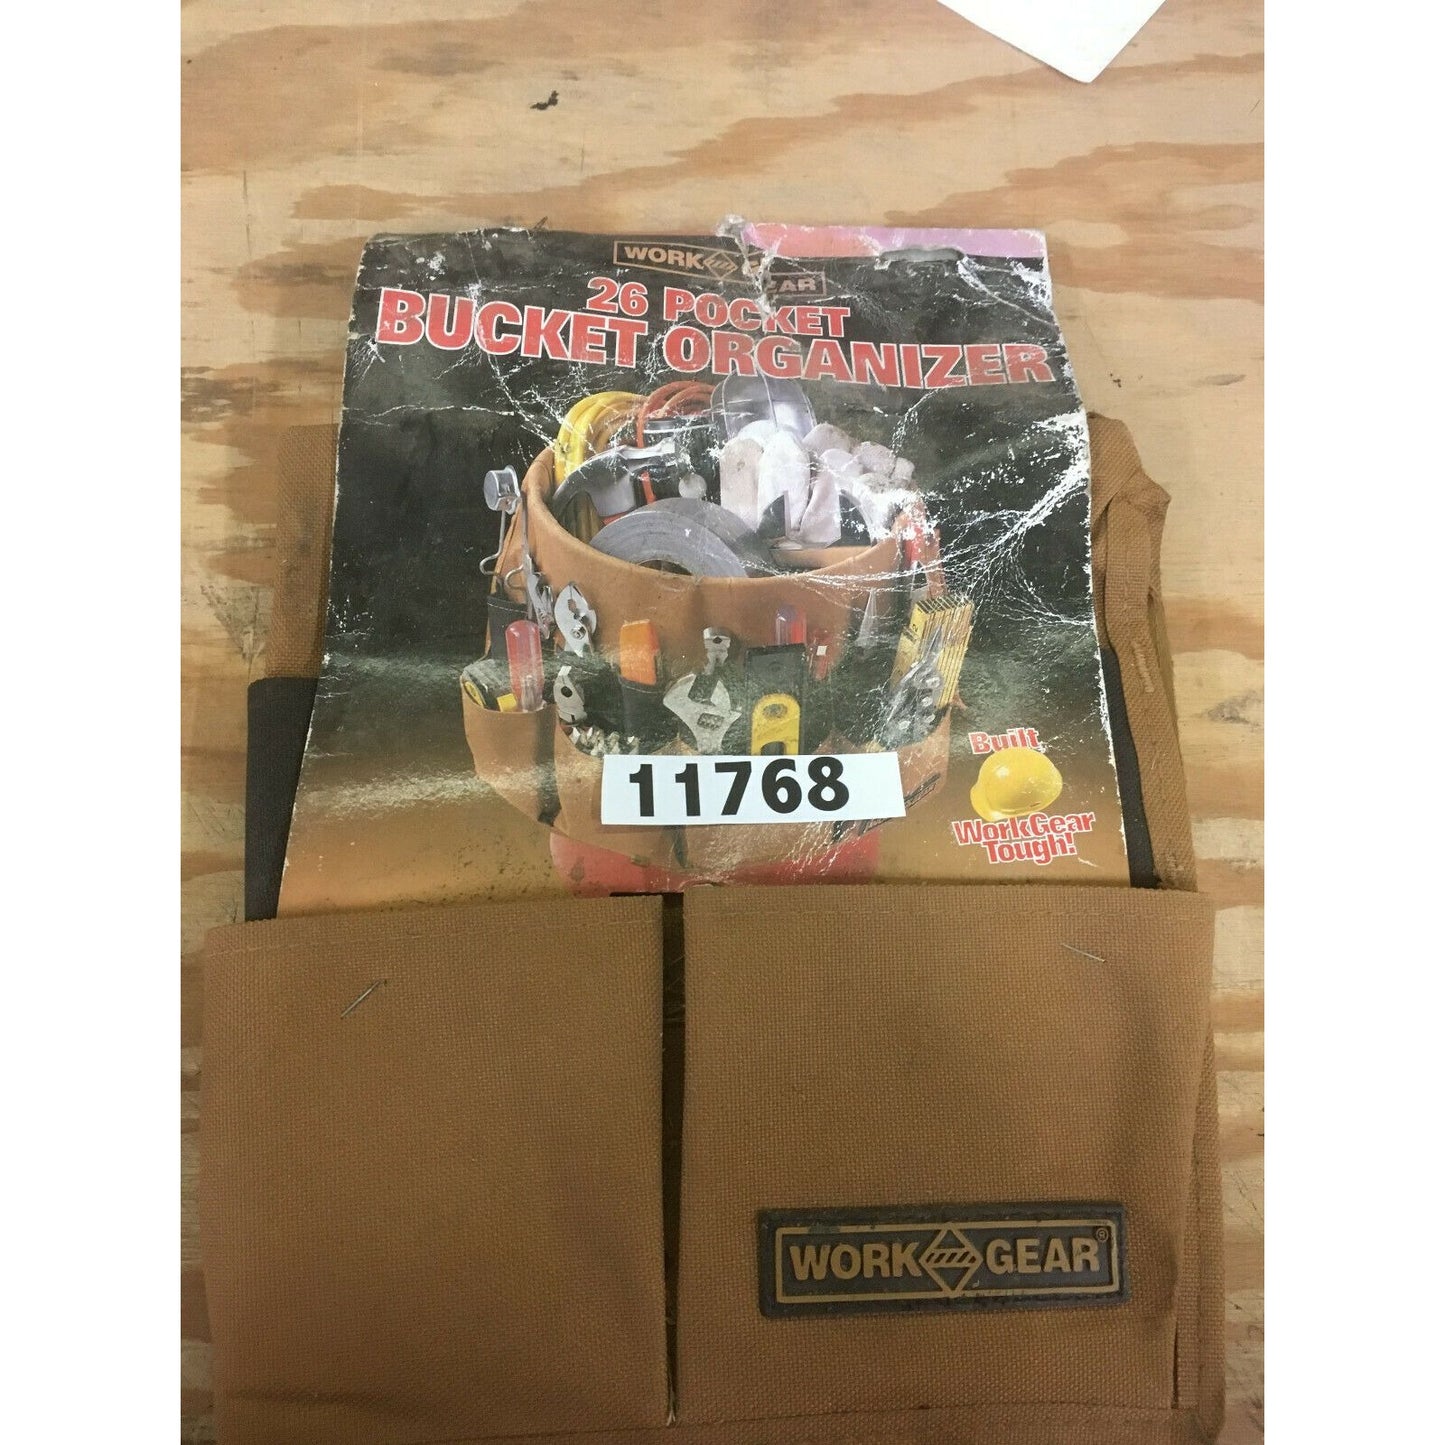 WORK GEAR
26 POCKET
BUCKET ORGANIZER
11768
Built
WorkGear
Tough!
WORK GEAR®